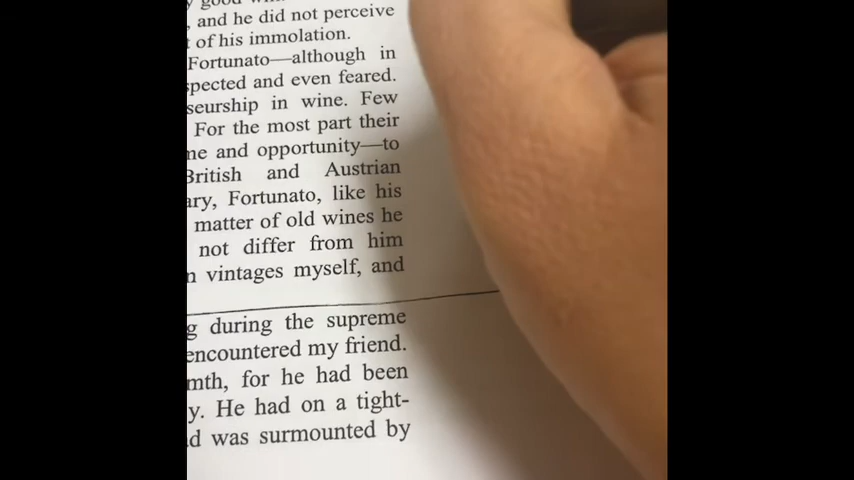 , and he did not perceive
of his immolation.
Fortunato—although in
spected and even feared.
seurship in wine. Few
For the most part their
ne and opportunity—to
British and Austrian
ary, Fortunato, like his
matter of old wines he
not differ from him
n vintages myself, and
g during the supreme
encountered my friend.
mth, for he had been
y. He had on a tight-
d was surmounted by